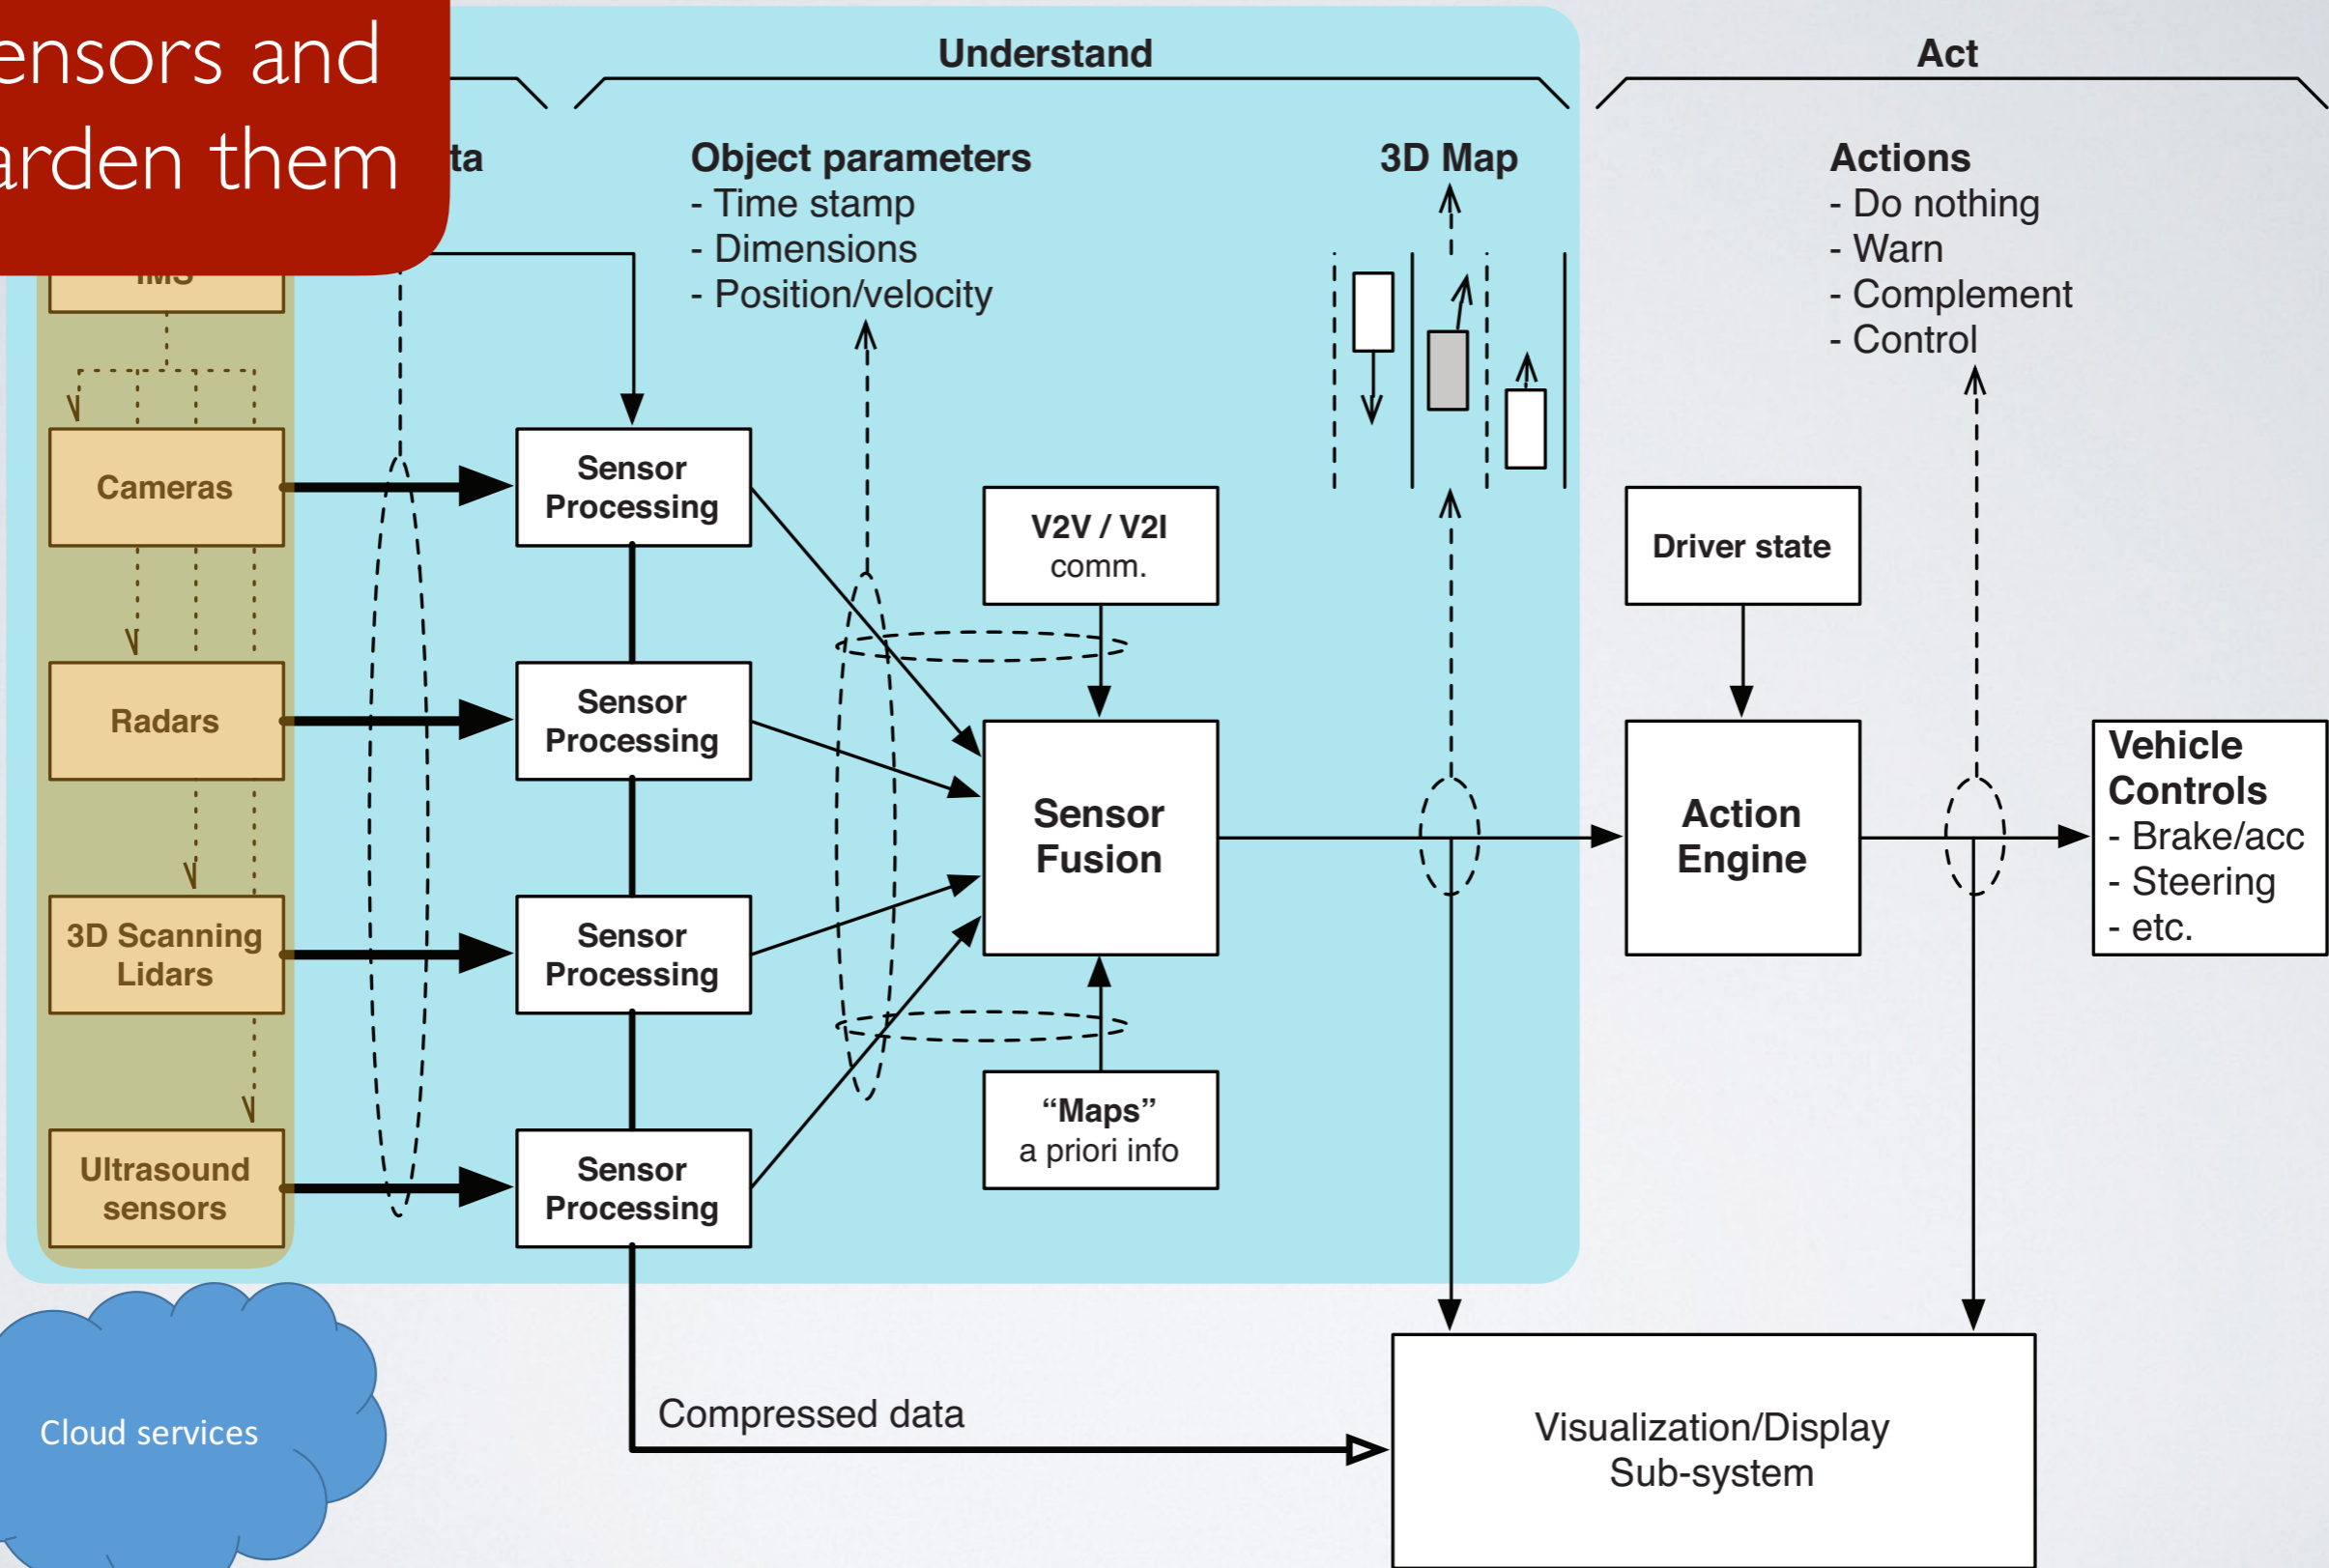 ensors and
arden them
Understand
Act
ta
Object parameters
- Time stamp
- Dimensions
- Position/velocity
3D Map
Actions
- Do nothing
- Warn
- Complement
- Control
IMS
Cameras
Sensor
Processing
V2V / V2I
comm.
Driver state
Radars
Sensor
Processing
Sensor
Fusion
Action
Engine
Vehicle
Controls
- Brake/acc
- Steering
- etc.
3D Scanning
Lidars
Sensor
Processing
"Maps"
a priori info
Ultrasound
sensors
Sensor
Processing
Cloud services
Compressed data
Visualization/Display
Sub-system